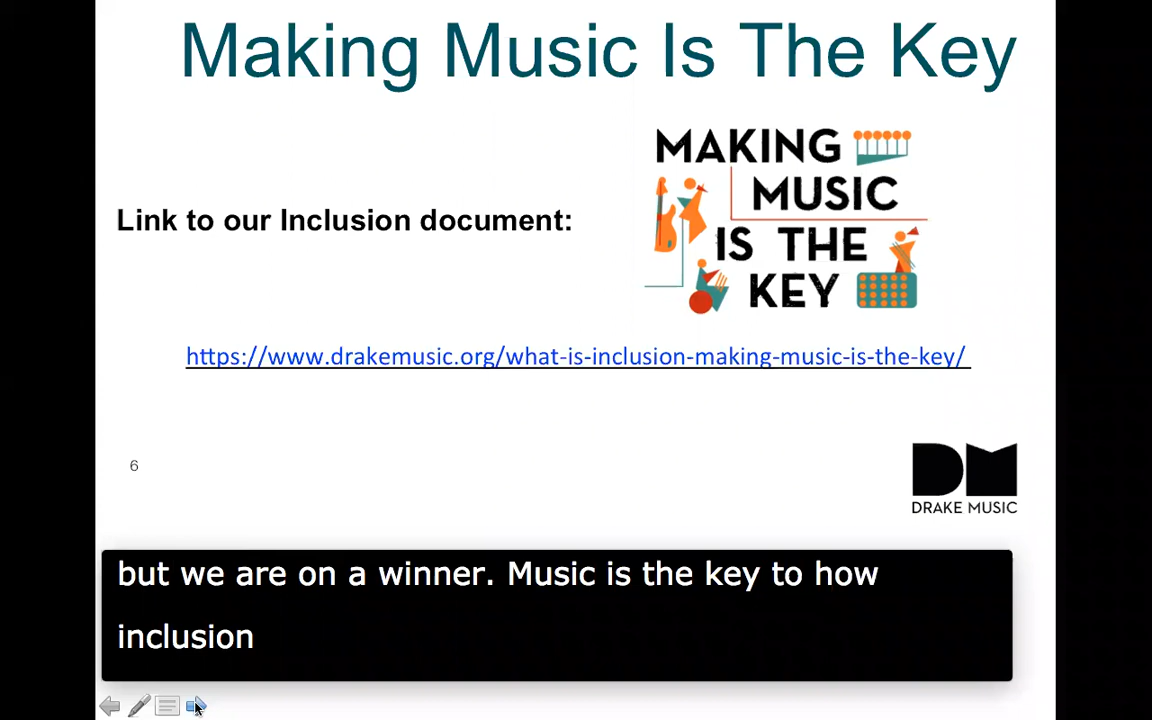 Making Music Is The Key
MAKING
MUSIC
IS THE
KEY
Link to our Inclusion document:
https://www.drakemusic.org/what-is-inclusion-making-music-is-the-key/
6
DM
DRAKE MUSIC
but we are on a winner. Music is the key to how
inclusion